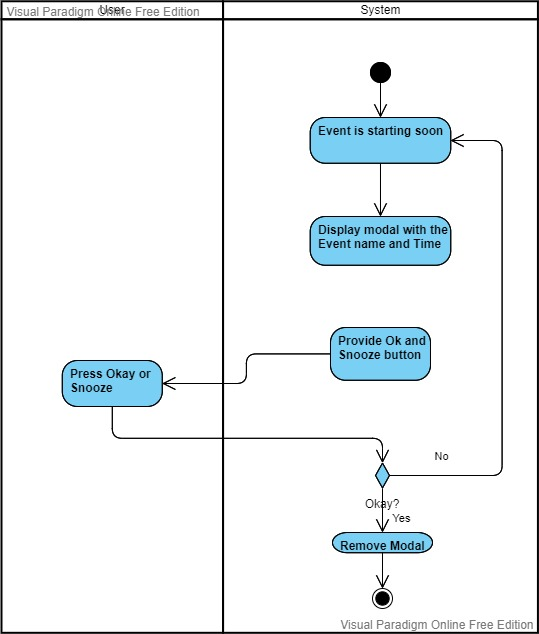 Visual Paradigm Online Free Edition
User
System
Event is starting soon
Display modal with the
Event name and Time
Provide Ok and
Snooze button
Press Okay or
Snooze
No
Okay?
Yes
Remove Modal
Visual Paradigm Online Free Edition